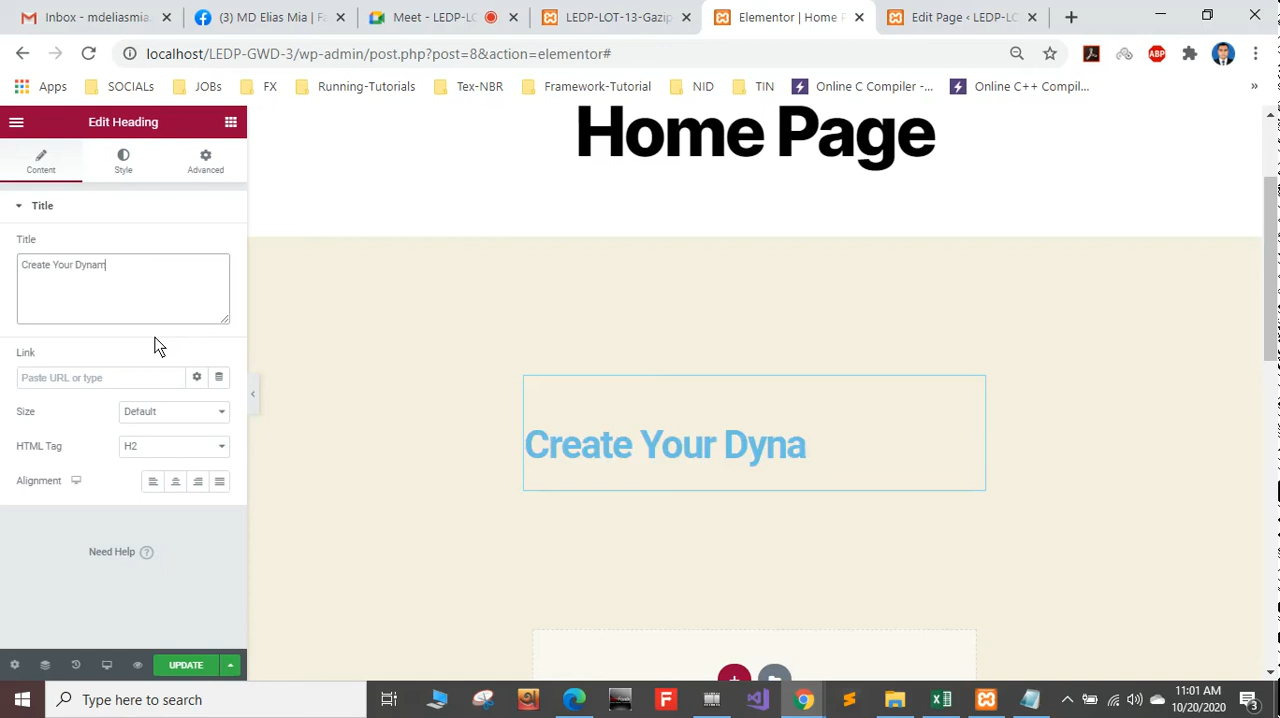 Inbox - mdeliasmia.
(3) MD Elias Mia | Fa
Meet - LEDP-L
LEDP-LOT-13-Gazip
Elementor | Home P
Edit Page ‹ LEDP-LO
localhost/LEDP-GWD-3/wp-admin/post.php?post=8&action=elementor#
ABP
Apps
SOCIALs
JOBs
FX
Running-Tutorials
Tex-NBR
Framework-Tutorial
NID
TIN
Online C Compiler -...
Online C++ Compil...
»
Edit Heading
Content
Style
Advanced
Title
Title
Create Your Dynam
Link
Paste URL or type
Size
Default
HTML Tag
H2
Alignment
Need Help ?
UPDATE
Home Page
Create Your Dyna
Type here to search
11:01 AM
10/20/2020
3